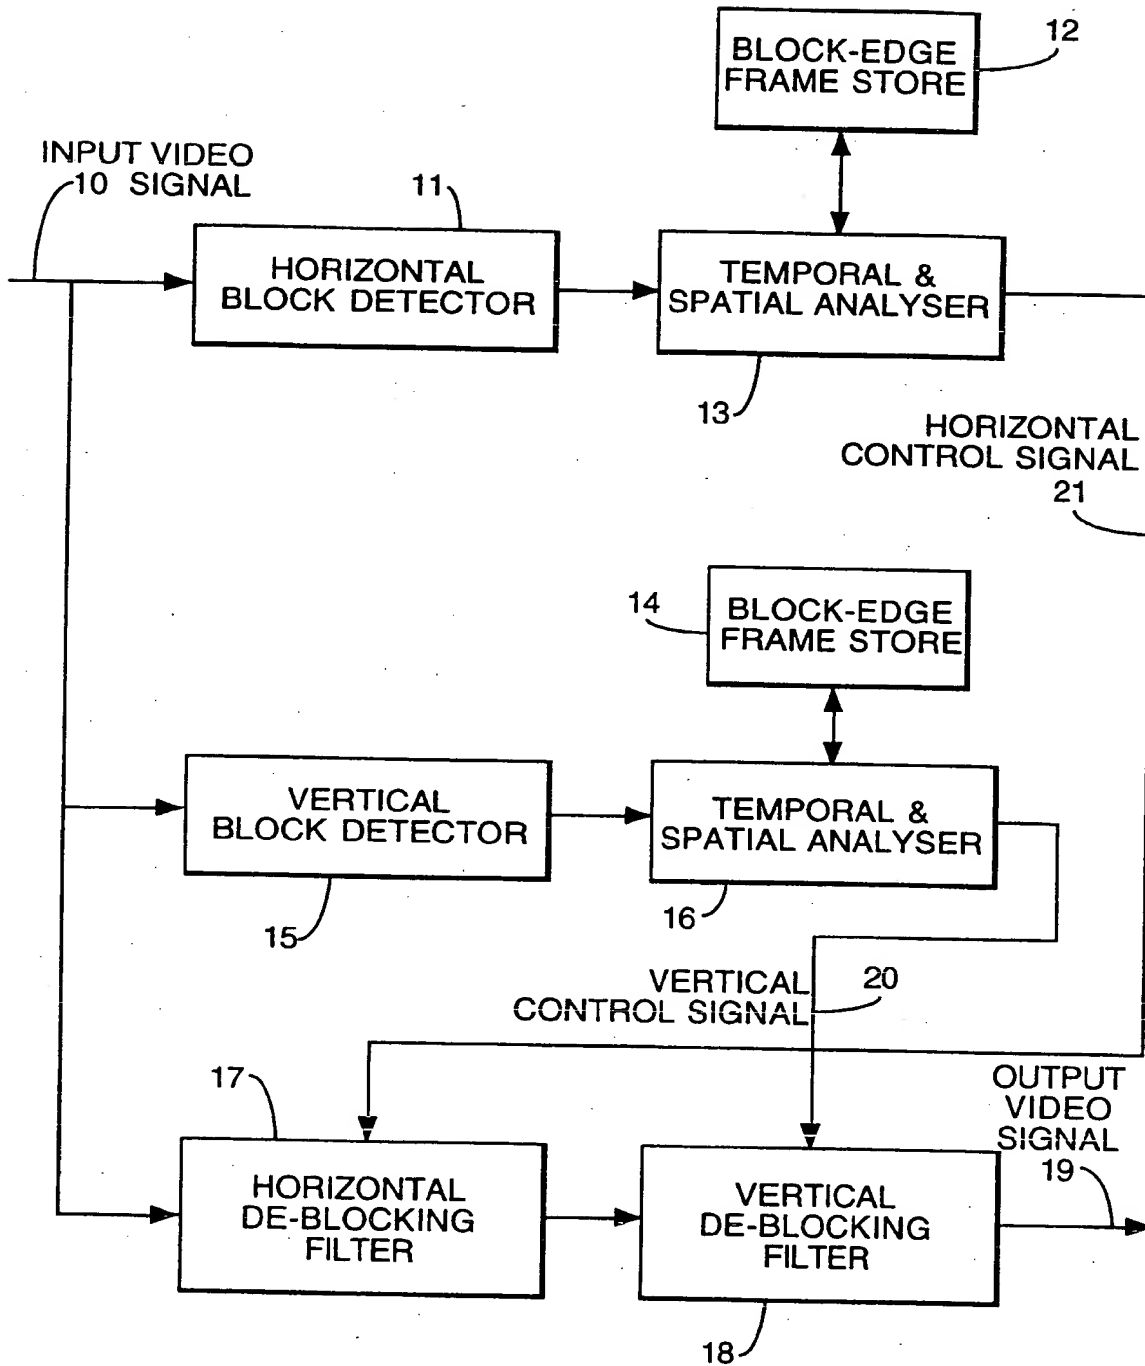 12
BLOCK-EDGE
FRAME STORE
INPUT VIDEO
10 SIGNAL
11
HORIZONTAL
BLOCK DETECTOR
TEMPORAL &
SPATIAL ANALYSER
13
HORIZONTAL
CONTROL SIGNAL
21
14
BLOCK-EDGE
FRAME STORE
VERTICAL
BLOCK DETECTOR
TEMPORAL &
SPATIAL ANALYSER
15
16
VERTICAL
CONTROL SIGNAL
20
17
OUTPUT
VIDEO
SIGNAL
19
HORIZONTAL
DE-BLOCKING
FILTER
VERTICAL
DE-BLOCKING
FILTER
18